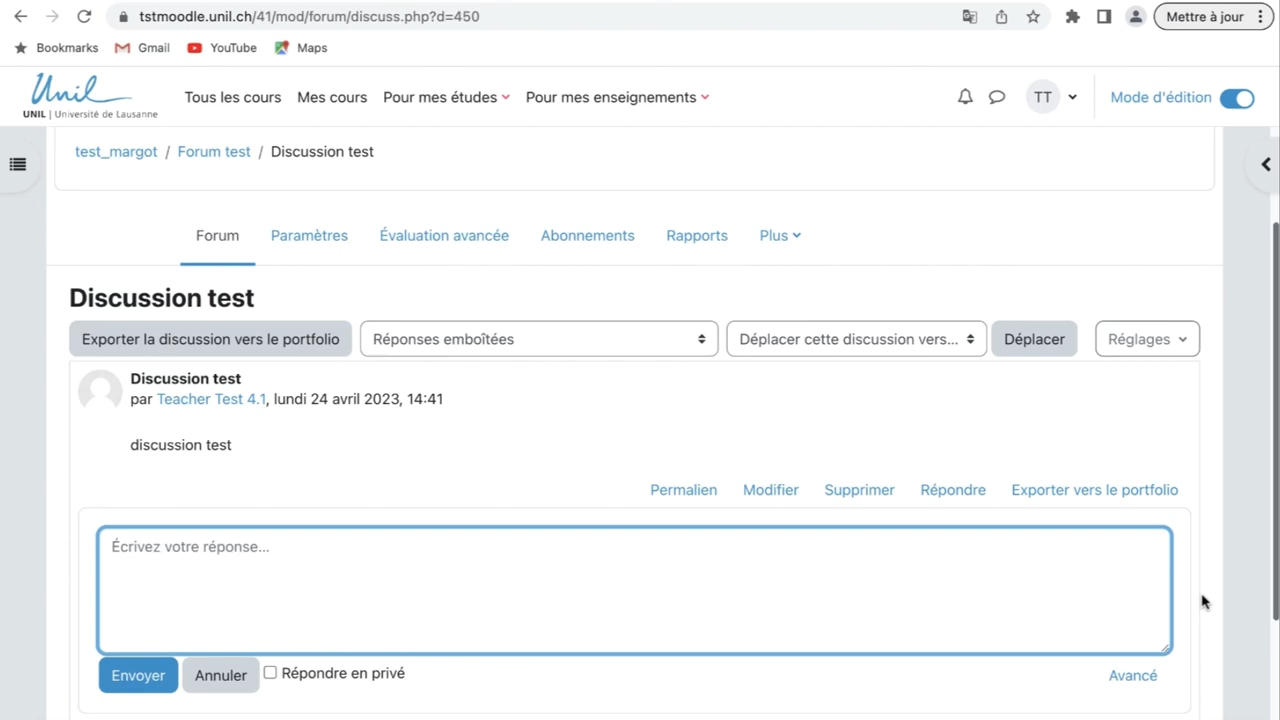 tstmoodle.unil.ch/41/mod/forum/discuss.php?d=450
Mettre à jour
Bookmarks Gmail YouTube Maps
Unil
UNIL | Université de Lausanne
Tous les cours Mes cours Pour mes études Pour mes enseignements TT Mode d'édition
test_margot / Forum test / Discussion test
Forum Paramètres Évaluation avancée Abonnements Rapports Plus
Discussion test
Exporter la discussion vers le portfolio Réponses emboîtées Déplacer cette discussion vers... Déplacer Réglages
Discussion test
par Teacher Test 4.1, lundi 24 avril 2023, 14:41
discussion test
Permalien Modifier Supprimer Répondre Exporter vers le portfolio
Écrivez votre réponse...
Envoyer Annuler Répondre en privé Avancé